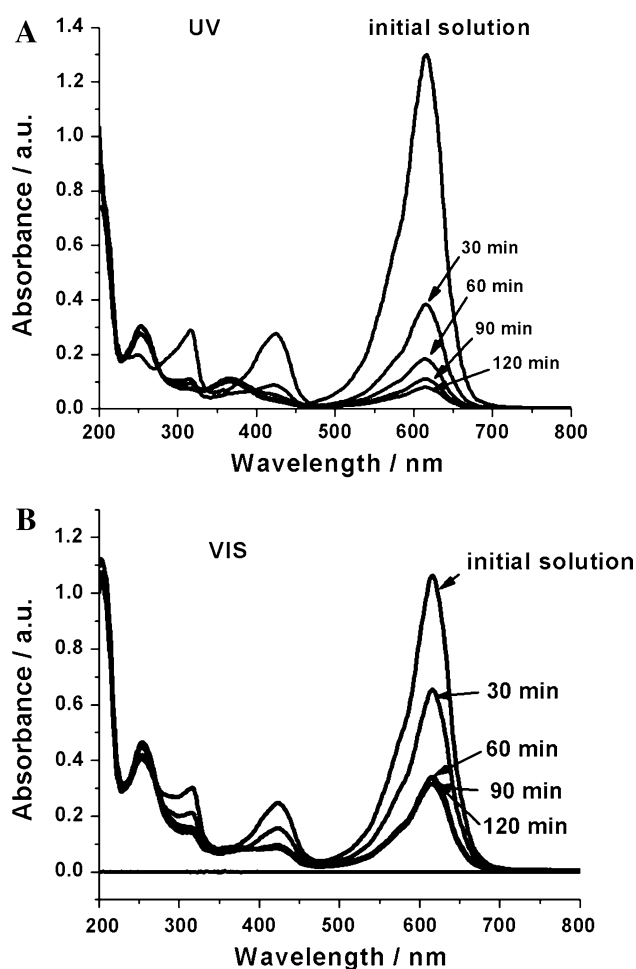 A
UV
initial solution
1.4
1.2
1.0
0.8
0.6
0.4
0.2
0.0
Absorbance / a.u.
30 min
60 min
90 min
120 min
200 300 400 500 600 700 800
Wavelength / nm
B
VIS
initial solution
1.2
1.0
0.8
0.6
0.4
0.2
0.0
Absorbance / a.u.
30 min
60 min
90 min
120 min
200 300 400 500 600 700 800
Wavelength / nm